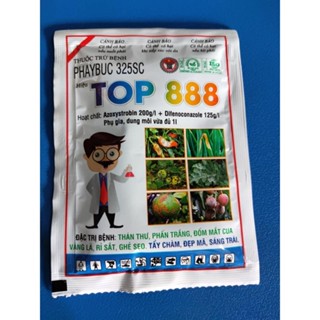 CẢNH BÁO
CẢNH BÁO
CẢNH BÁO
THUỐC TRỪ BỆNH
PHAYBUC 325SC
TOP 888
Hoạt chất: Azoxystrobin 200g/l + Difenoconazole 125g/l
Phụ gia, dung môi vừa đủ 1l
ĐẶC TRỊ BỆNH: THÁN THƯ, PHẤN TRẮNG, ĐỐM MẮT CUA
VÀNG LÁ, RỈ SẮT, GHẺ SẸO. TẨY CHÀM, ĐẸP MÃ, SÁNG TRÁI.